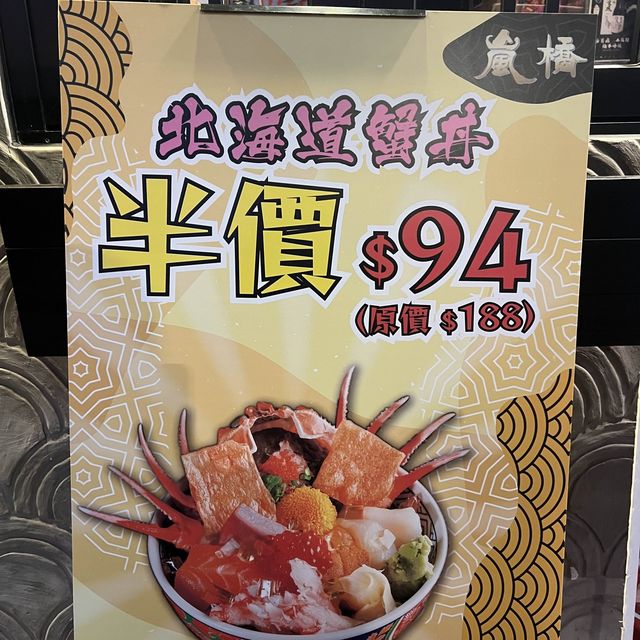 嵐橋
北海道蟹丼
半價 $94
(原價 $188)